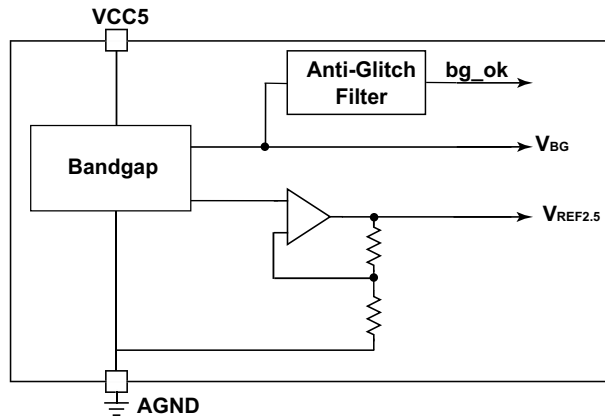 VCC5
Anti-Glitch
Filter
bg_ok
VBG
Bandgap
VREF2.5
AGND